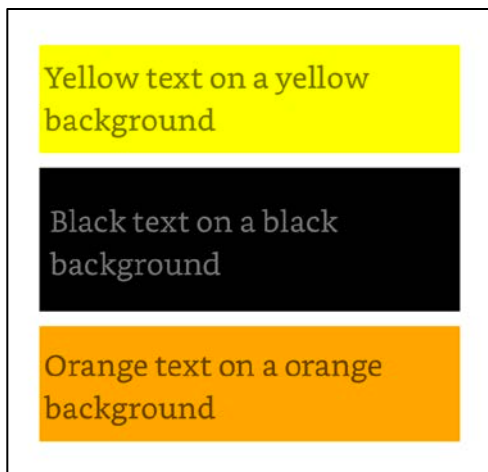 Yellow text on a yellow
background
Black text on a black
background
Orange text on a orange
background